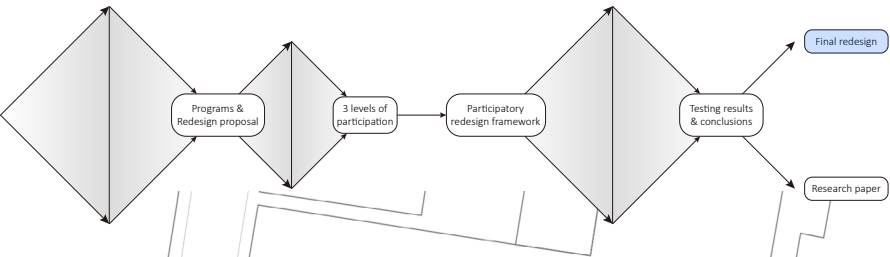 Final redesign
Programs &
Redesign proposal
3 levels of
participation
Participatory
redesign framework
Testing results
& conclusions
Research paper